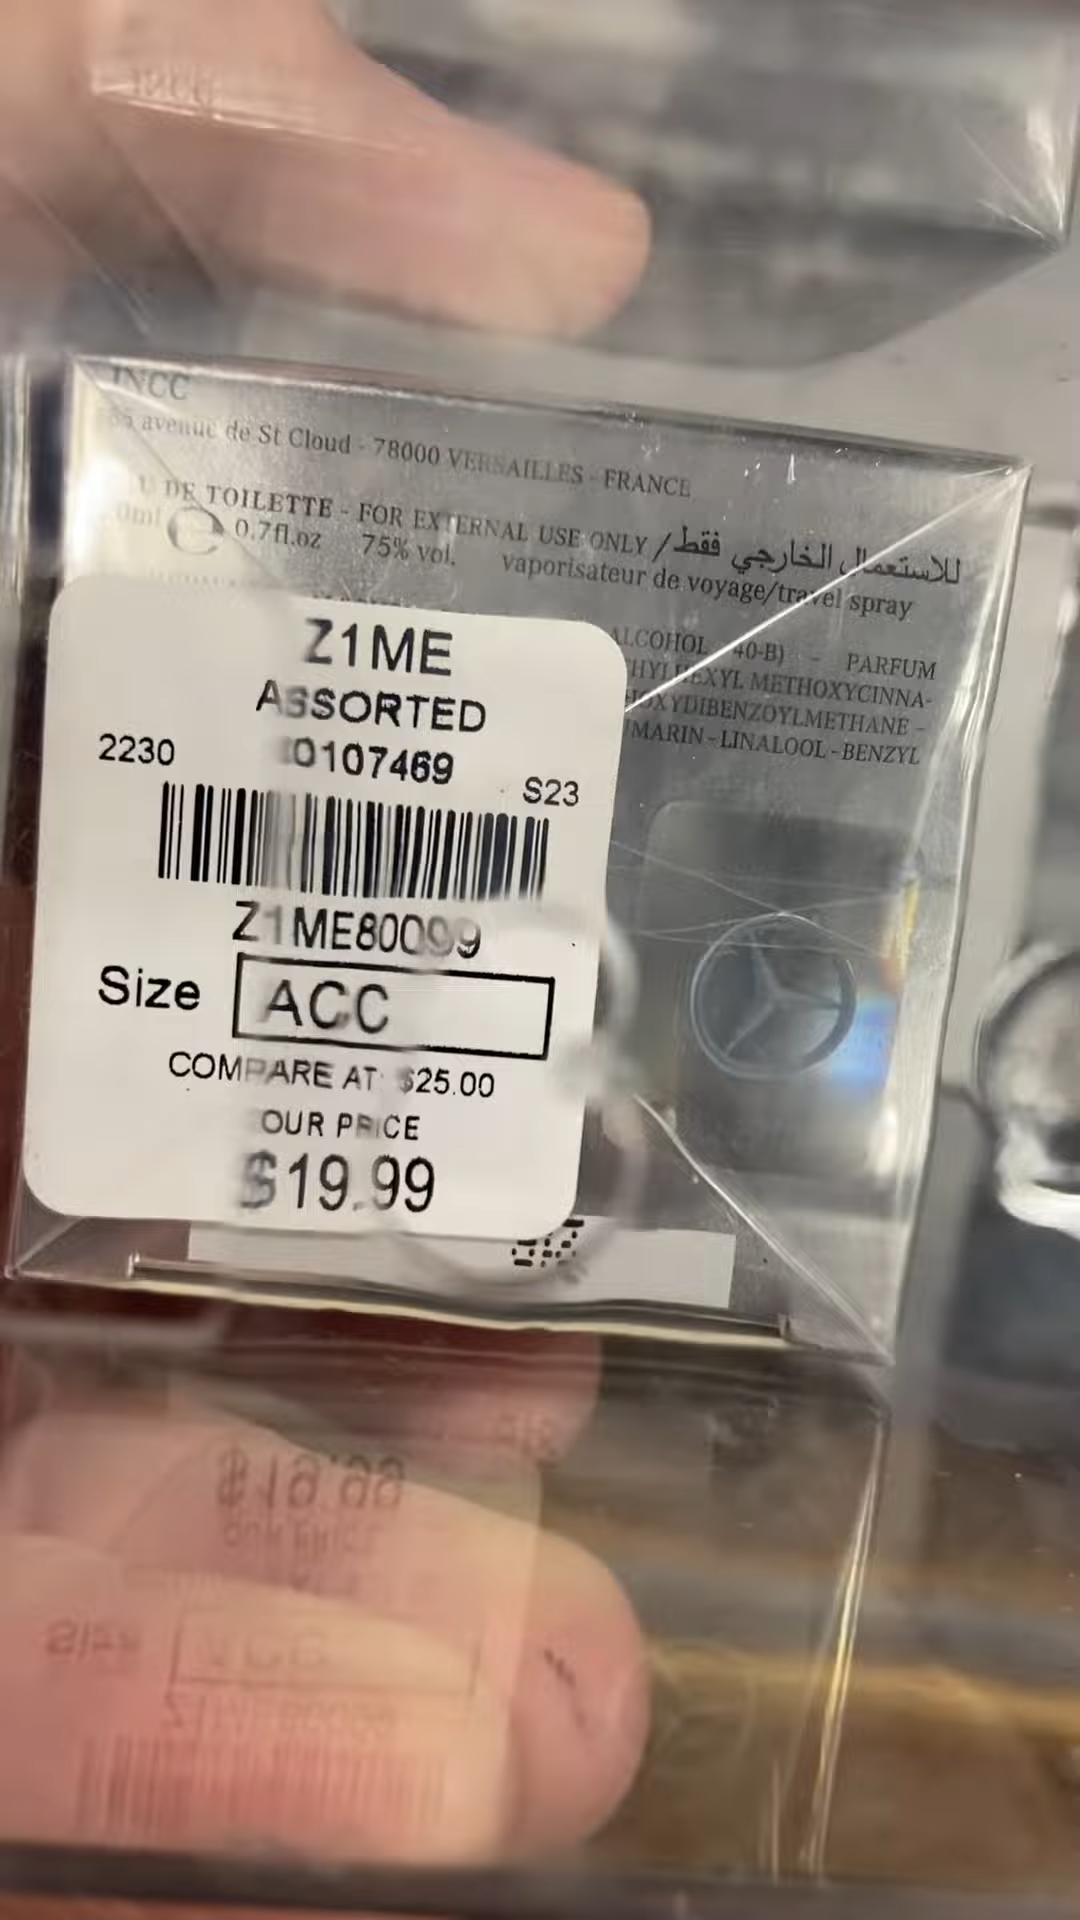 INCC
avenue de St Cloud - 78000 VERSAILLES - FRANCE
DE TOILETTE - FOR EXTERNAL USE ONLY / للاستعمال الخارجي فقط
0.7fl.oz 75% vol. vaporisateur de voyage/travel spray
ALCOHOL 40-B) - PARFUM
METHOXYCINNA-
LINALOOL - BENZYL
Z1ME
ASSORTED
2230 0107469 S23
Z1ME80099
Size ACC
COMPARE AT: $25.00
OUR PRICE
$19.99